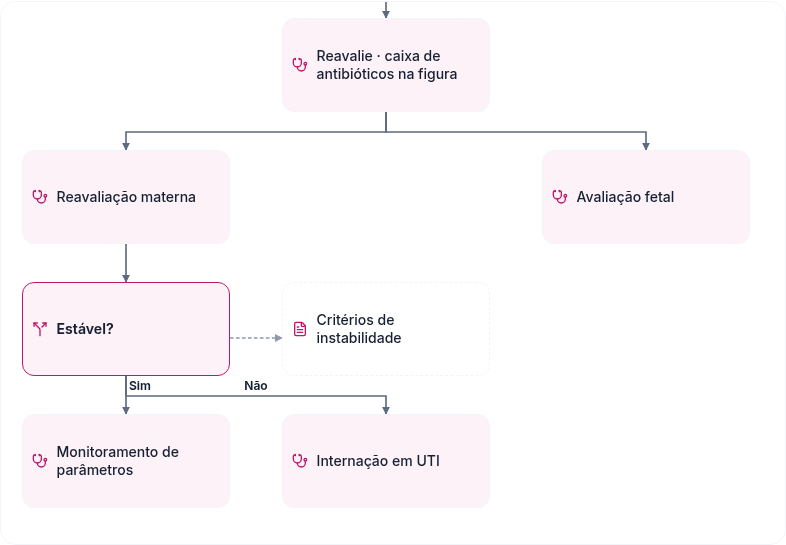 Reavalie · caixa de
antibióticos na figura
Reavaliação materna
Avaliação fetal
Estável?
Critérios de
instabilidade
Sim
Não
Monitoramento de
parâmetros
Internação em UTI